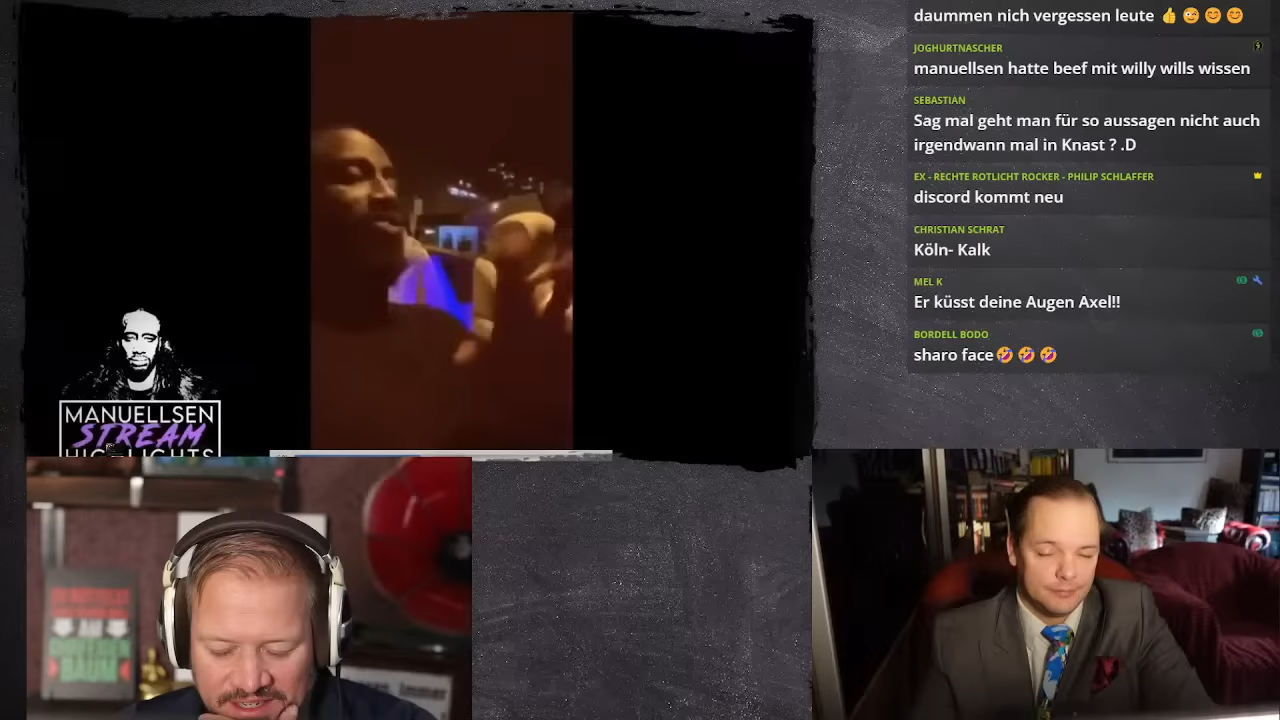 daummen nich vergessen leute 👍 😉 😊 😊
JOGHURTNASCHER
manuellsen hatte beef mit willy wills wissen
SEBASTIAN
Sag mal geht man für so aussagen nicht auch
irgendwann mal in Knast ? .D
EX - RECHTE ROTLICHT ROCKER - PHILIP SCHLAFFER
discord kommt neu
CHRISTIAN SCHRAT
Köln- Kalk
MEL K
Er küsst deine Augen Axel!!
BORDELL BODO
sharo face🤣 🤣 🤣
MANUELLSEN
STREAM
HIGHLIGHTS